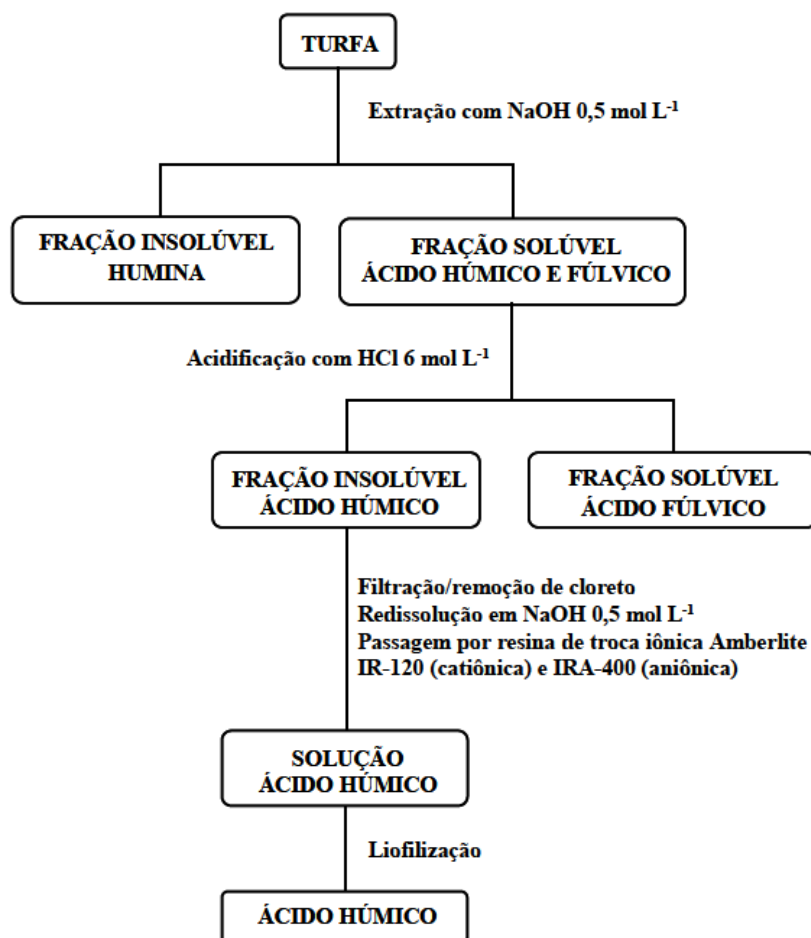 TURFA
Extração com NaOH 0,5 mol L⁻¹
FRAÇÃO INSOLÚVEL
HUMINA
FRAÇÃO SOLÚVEL
ÁCIDO HÚMICO E FÚLVICO
Acidificação com HCl 6 mol L⁻¹
FRAÇÃO INSOLÚVEL
ÁCIDO HÚMICO
FRAÇÃO SOLÚVEL
ÁCIDO FÚLVICO
Filtração/remoção de cloreto
Redissolução em NaOH 0,5 mol L⁻¹
Passagem por resina de troca iônica Amberlite
IR-120 (catiônica) e IRA-400 (aniônica)
SOLUÇÃO
ÁCIDO HÚMICO
Liofilização
ÁCIDO HÚMICO